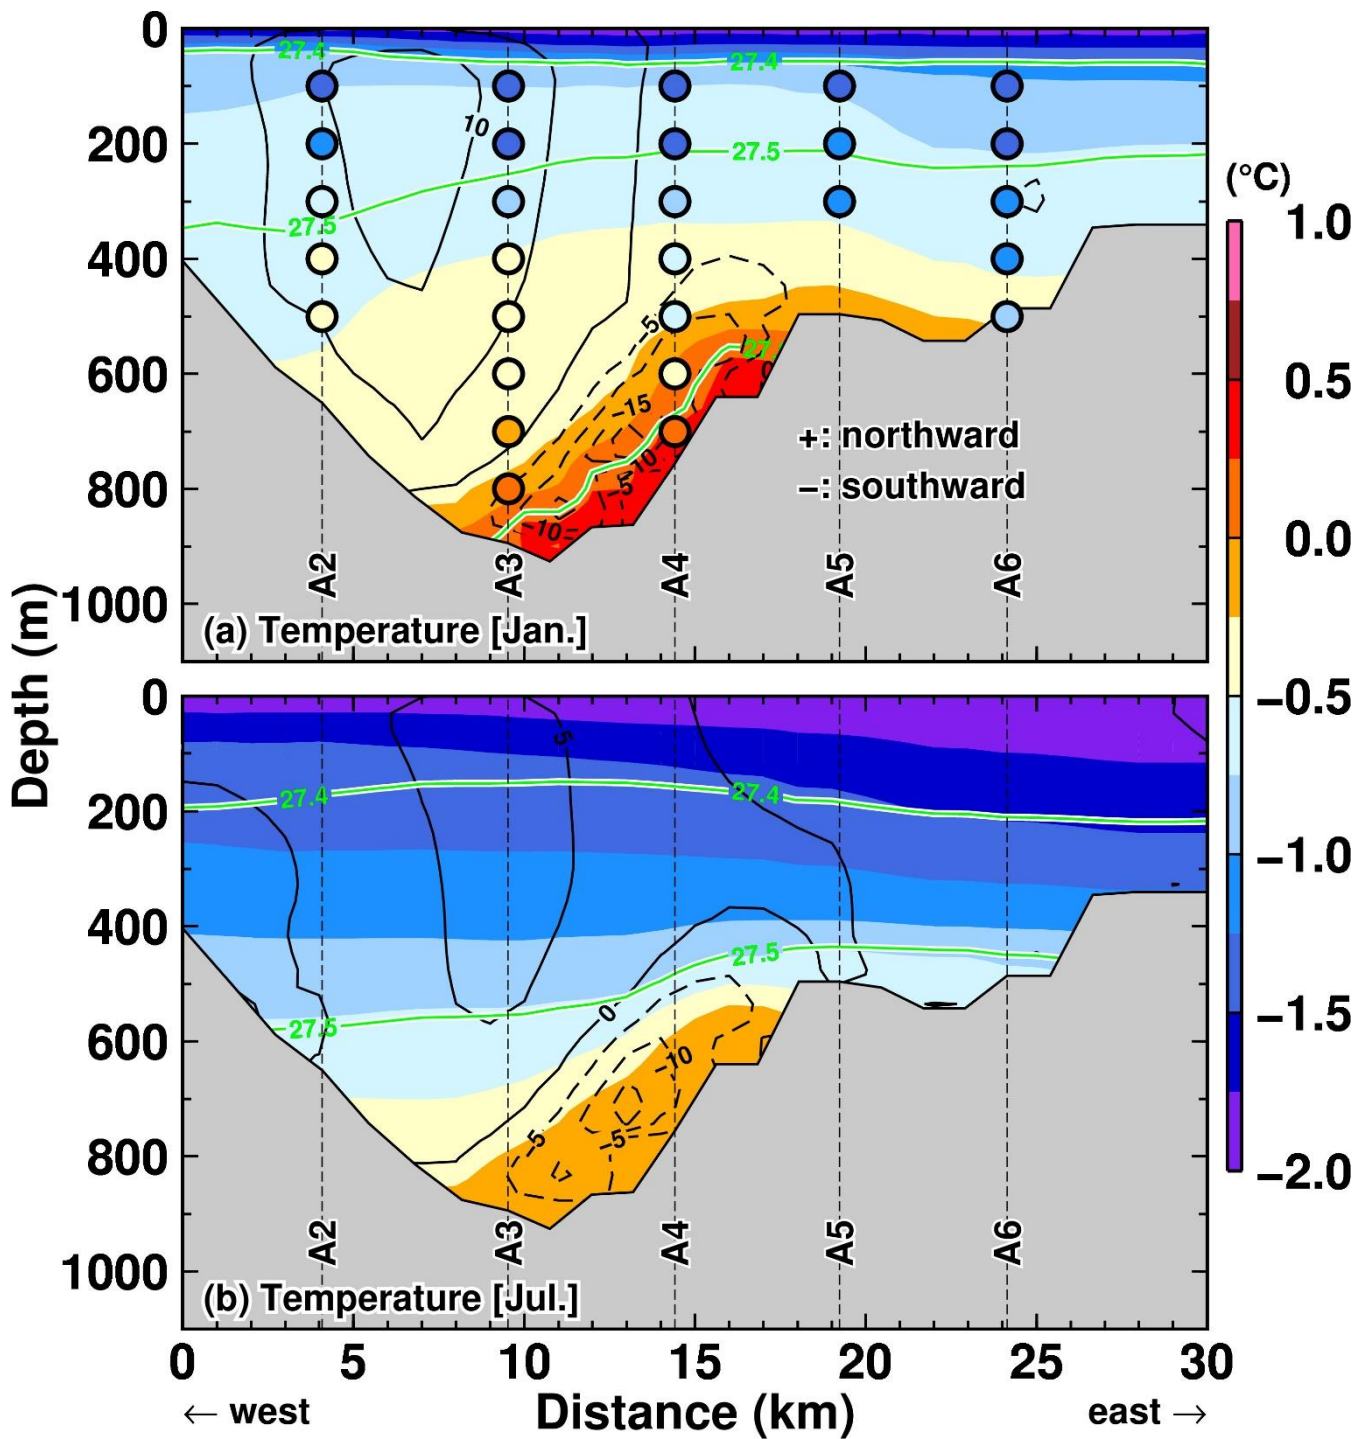 0
200
400
600
800
1000
27.4
27.4
10
27.5
27.5
-5
-15
-10
-5
-10
27.
0
+: northward
−: southward
A2
A3
A4
A5
A6
(a) Temperature [Jan.]
(°C)
1.0
0.5
0.0
−0.5
−1.0
−1.5
−2.0
Depth (m)
0
200
400
600
800
1000
5
27.4
27.4
27.5
27.5
0
-10
-5
-5
A2
A3
A4
A5
A6
(b) Temperature [Jul.]
0 5 10 15 20 25 30
← west Distance (km) east →